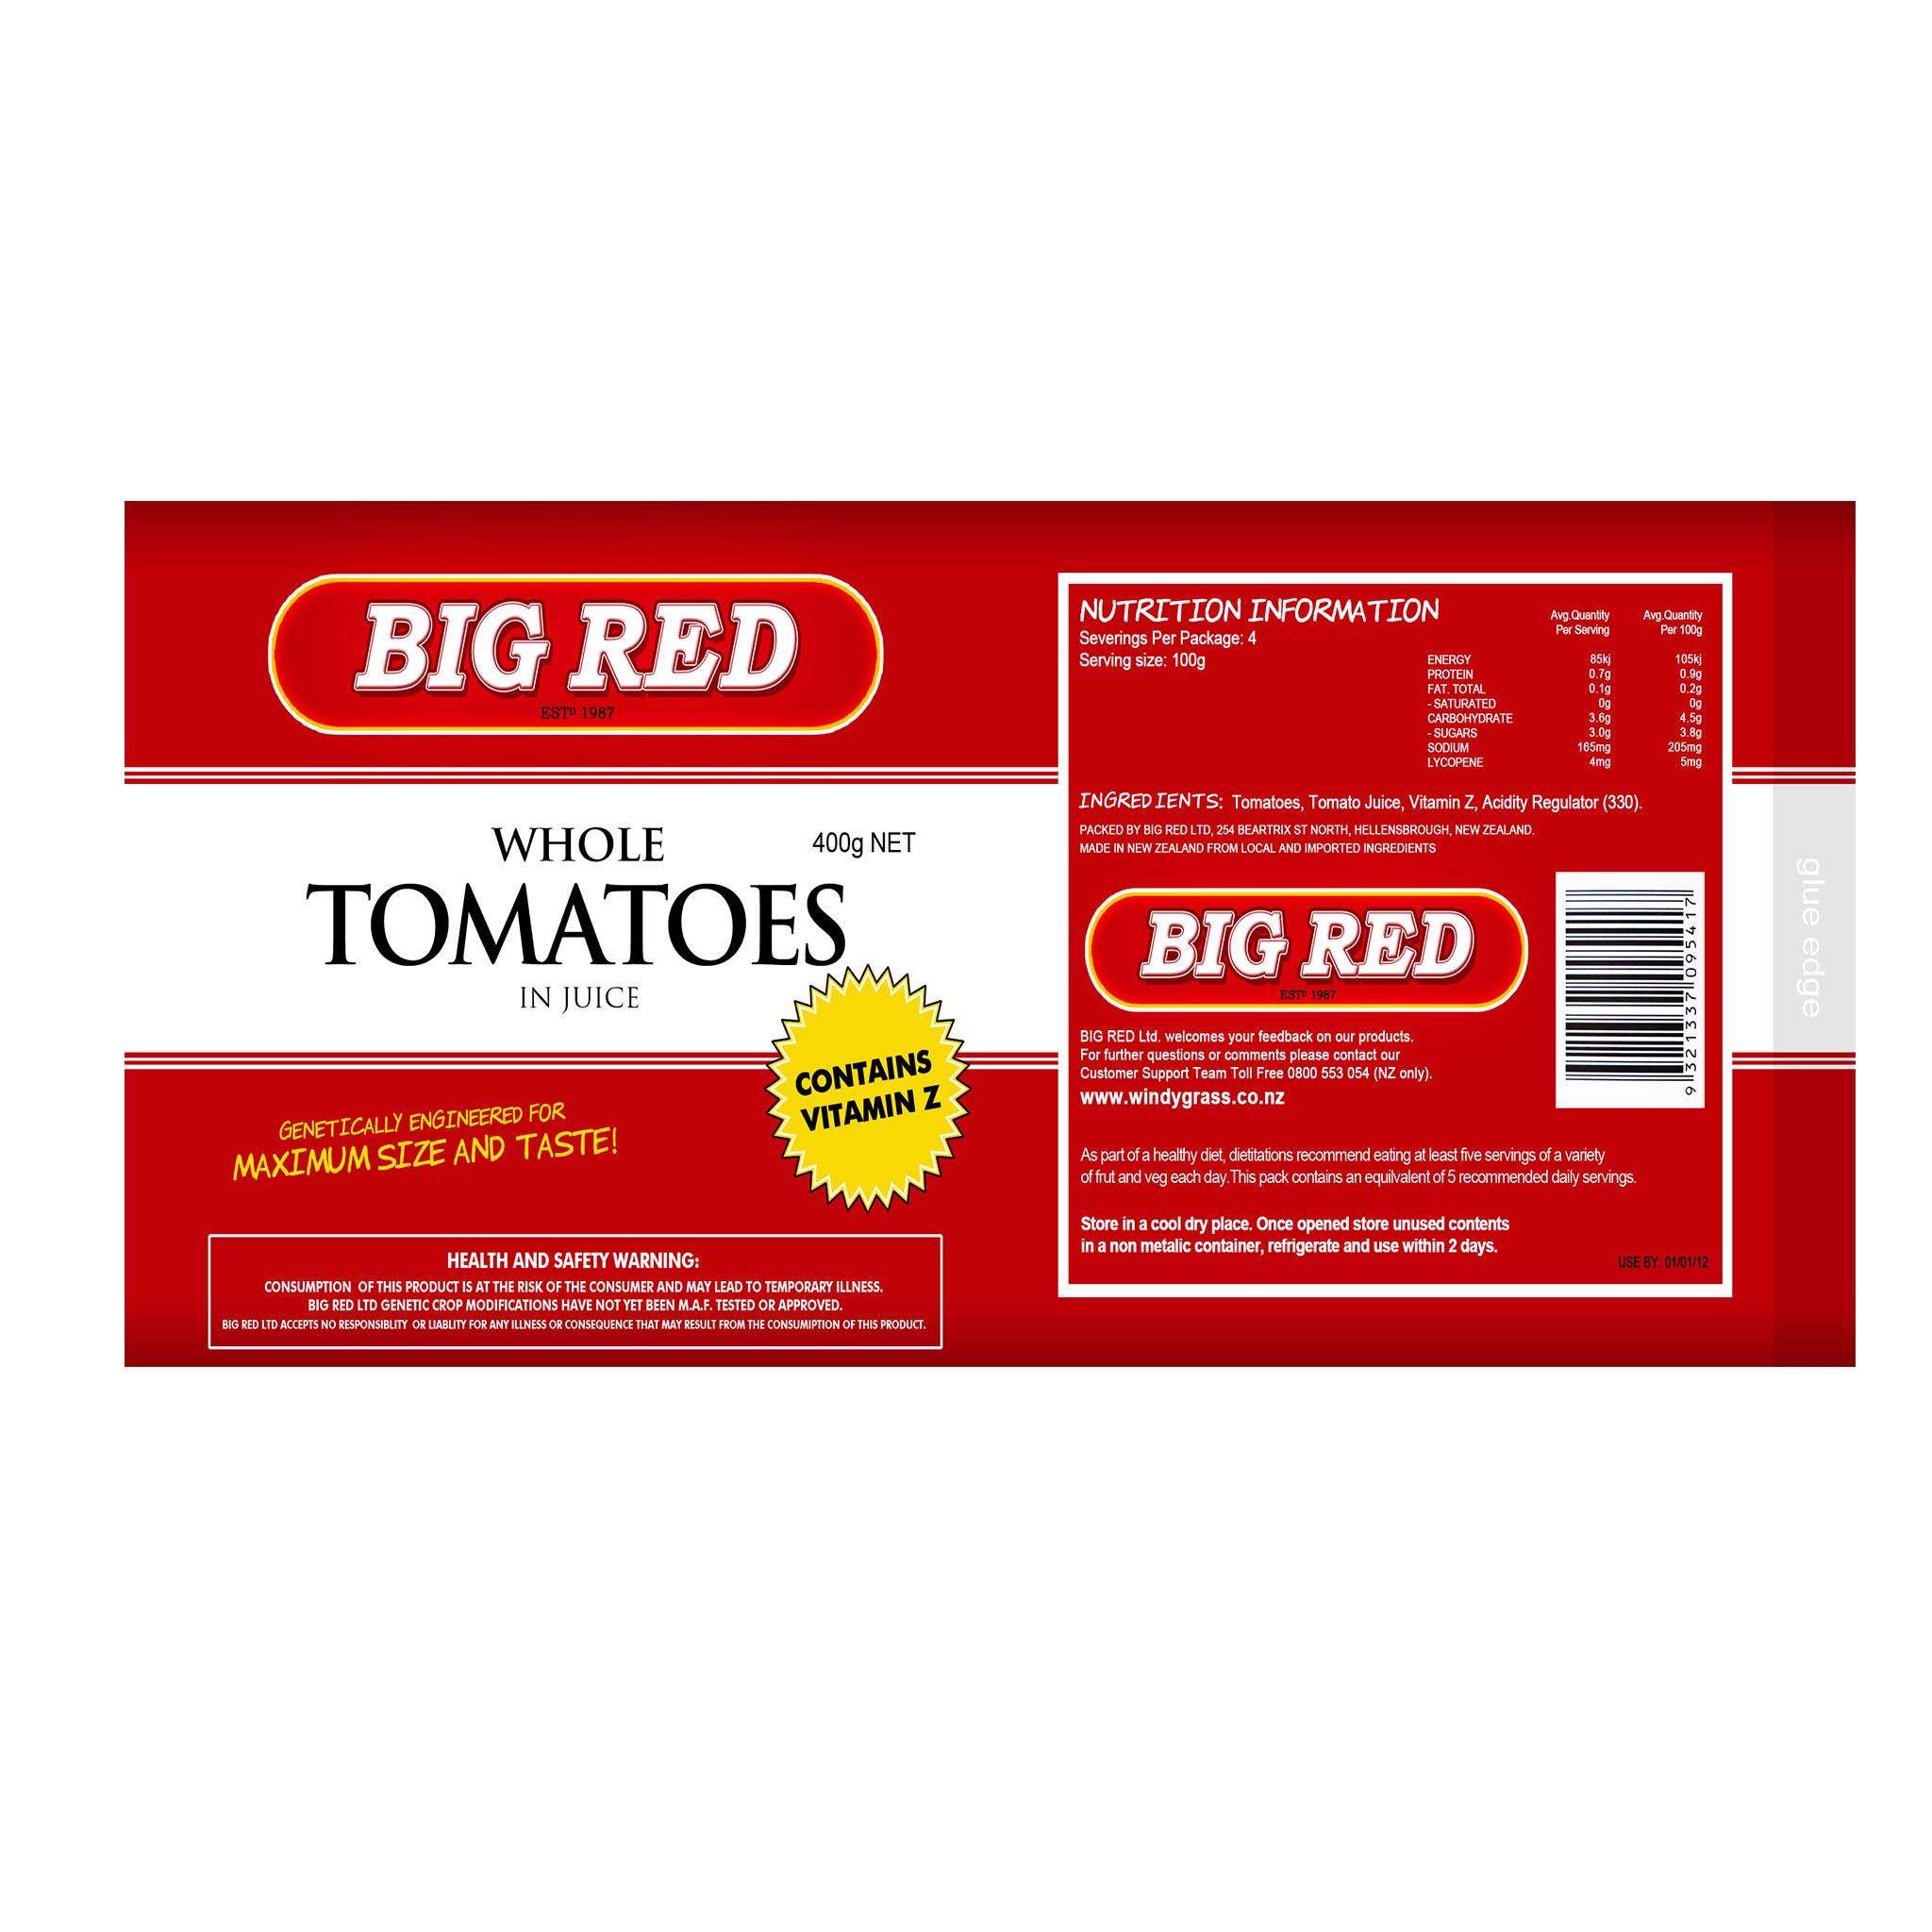 BIG RED
ESTD 1987
WHOLE
400g NET
TOMATOES
IN JUICE
CONTAINS
VITAMIN Z
GENETICALLY ENGINEERED FOR
MAXIMUM SIZE AND TASTE!
HEALTH AND SAFETY WARNING:
CONSUMPTION OF THIS PRODUCT IS AT THE RISK OF THE CONSUMER AND MAY LEAD TO TEMPORARY ILLNESS.
BIG RED LTD GENETIC CROP MODIFICATIONS HAVE NOT YET BEEN M.A.F. TESTED OR APPROVED.
BIG RED LTD ACCEPTS NO RESPONSIBLITY OR LIABLITY FOR ANY ILLNESS OR CONSEQUENCE THAT MAY RESULT FROM THE CONSUMIPTION OF THIS PRODUCT.
NUTRITION INFORMATION
Severings Per Package: 4
Serving size: 100g
Avg.Quantity Avg.Quantity
Per Serving Per 100g
ENERGY 85kj 105kj
PROTEIN 0.7g 0.9g
FAT. TOTAL 0.1g 0.2g
- SATURATED 0g 0g
CARBOHYDRATE 3.6g 4.5g
- SUGARS 3.0g 3.8g
SODIUM 165mg 205mg
LYCOPENE 4mg 5mg
INGREDIENTS: Tomatoes, Tomato Juice, Vitamin Z, Acidity Regulator (330).
PACKED BY BIG RED LTD, 254 BEARTRIX ST NORTH, HELLENSBROUGH, NEW ZEALAND.
MADE IN NEW ZEALAND FROM LOCAL AND IMPORTED INGREDIENTS
BIG RED
ESTD 1987
9 321337 095417
BIG RED Ltd. welcomes your feedback on our products.
For further questions or comments please contact our
Customer Support Team Toll Free 0800 553 054 (NZ only).
www.windygrass.co.nz
As part of a healthy diet, dietitations recommend eating at least five servings of a variety
of frut and veg each day.This pack contains an equilvalent of 5 recommended daily servings.
Store in a cool dry place. Once opened store unused contents
in a non metalic container, refrigerate and use within 2 days.
USE BY: 01/01/12
glue edge